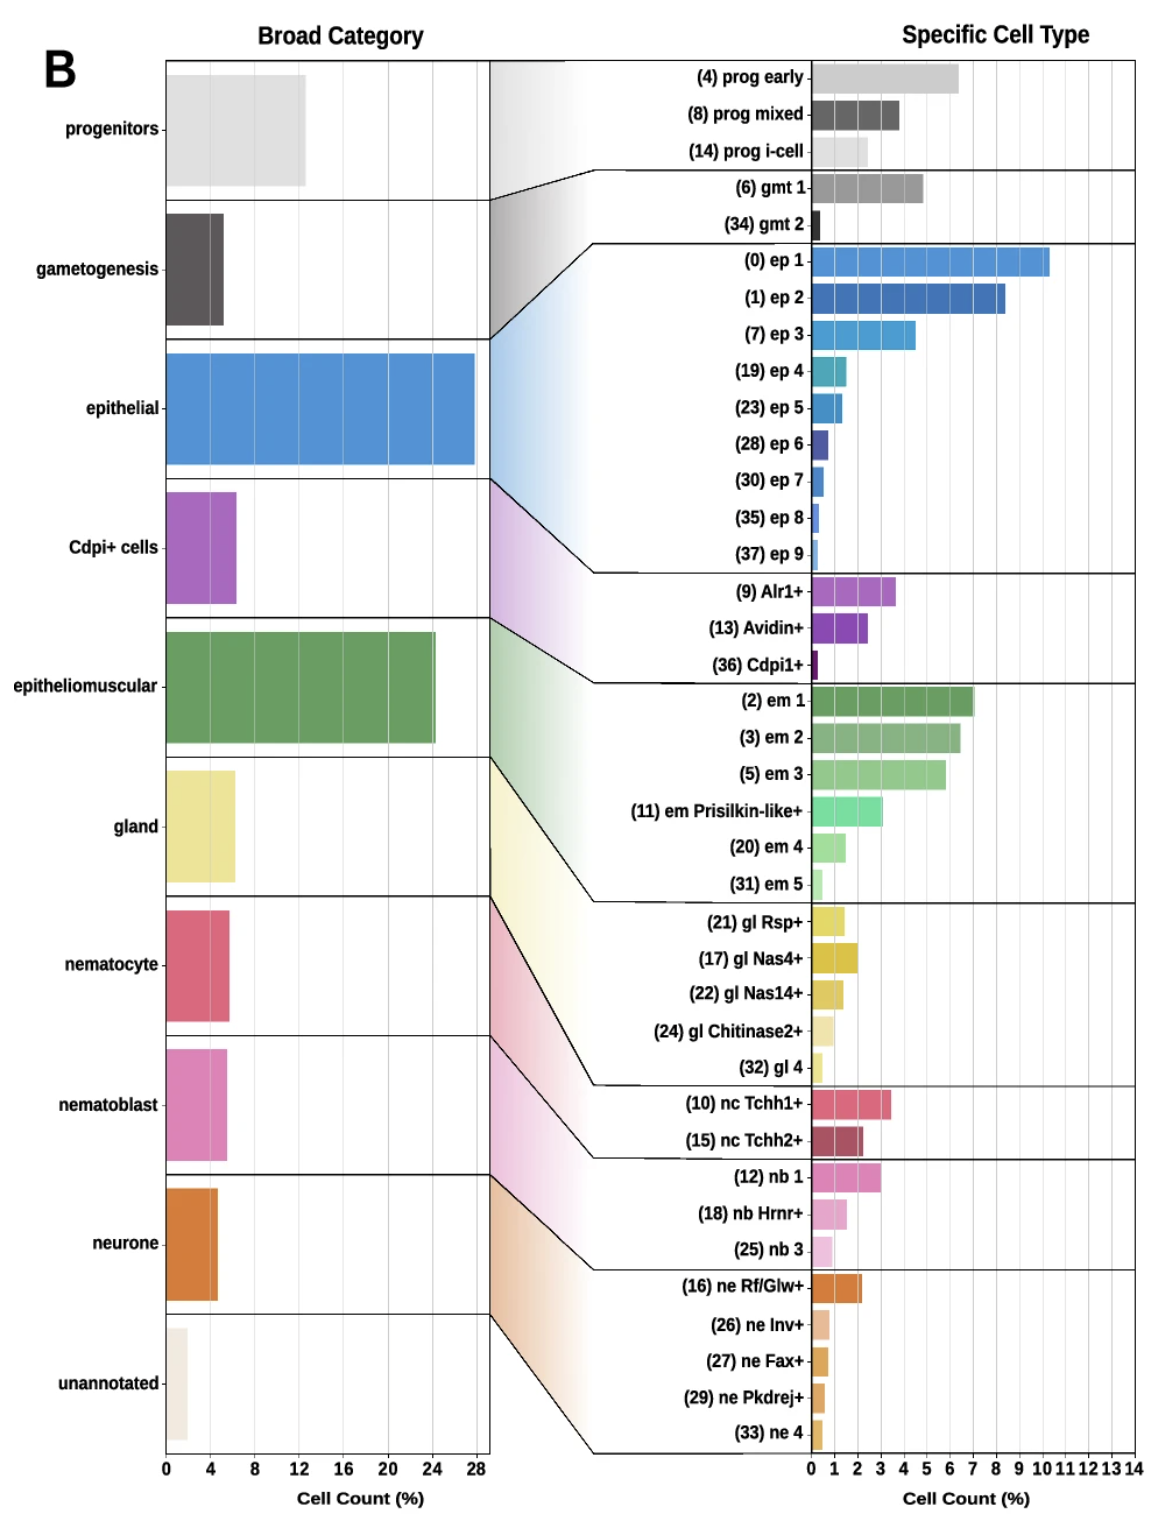 B
Broad Category
progenitors
gametogenesis
epithelial
Cdpi+ cells
epitheliomuscular
gland
nematocyte
nematoblast
neurone
unannotated
0 4 8 12 16 20 24 28
Cell Count (%)
Specific Cell Type
(4) prog early
(8) prog mixed
(14) prog i-cell
(6) gmt 1
(34) gmt 2
(0) ep 1
(1) ep 2
(7) ep 3
(19) ep 4
(23) ep 5
(28) ep 6
(30) ep 7
(35) ep 8
(37) ep 9
(9) Alr1+
(13) Avidin+
(36) Cdpi1+
(2) em 1
(3) em 2
(5) em 3
(11) em Prisilkin-like+
(20) em 4
(31) em 5
(21) gl Rsp+
(17) gl Nas4+
(22) gl Nas14+
(24) gl Chitinase2+
(32) gl 4
(10) nc Tchh1+
(15) nc Tchh2+
(12) nb 1
(18) nb Hrnr+
(25) nb 3
(16) ne Rf/Glw+
(26) ne Inv+
(27) ne Fax+
(29) ne Pkdrej+
(33) ne 4
0 1 2 3 4 5 6 7 8 9 10 11 12 13 14
Cell Count (%)